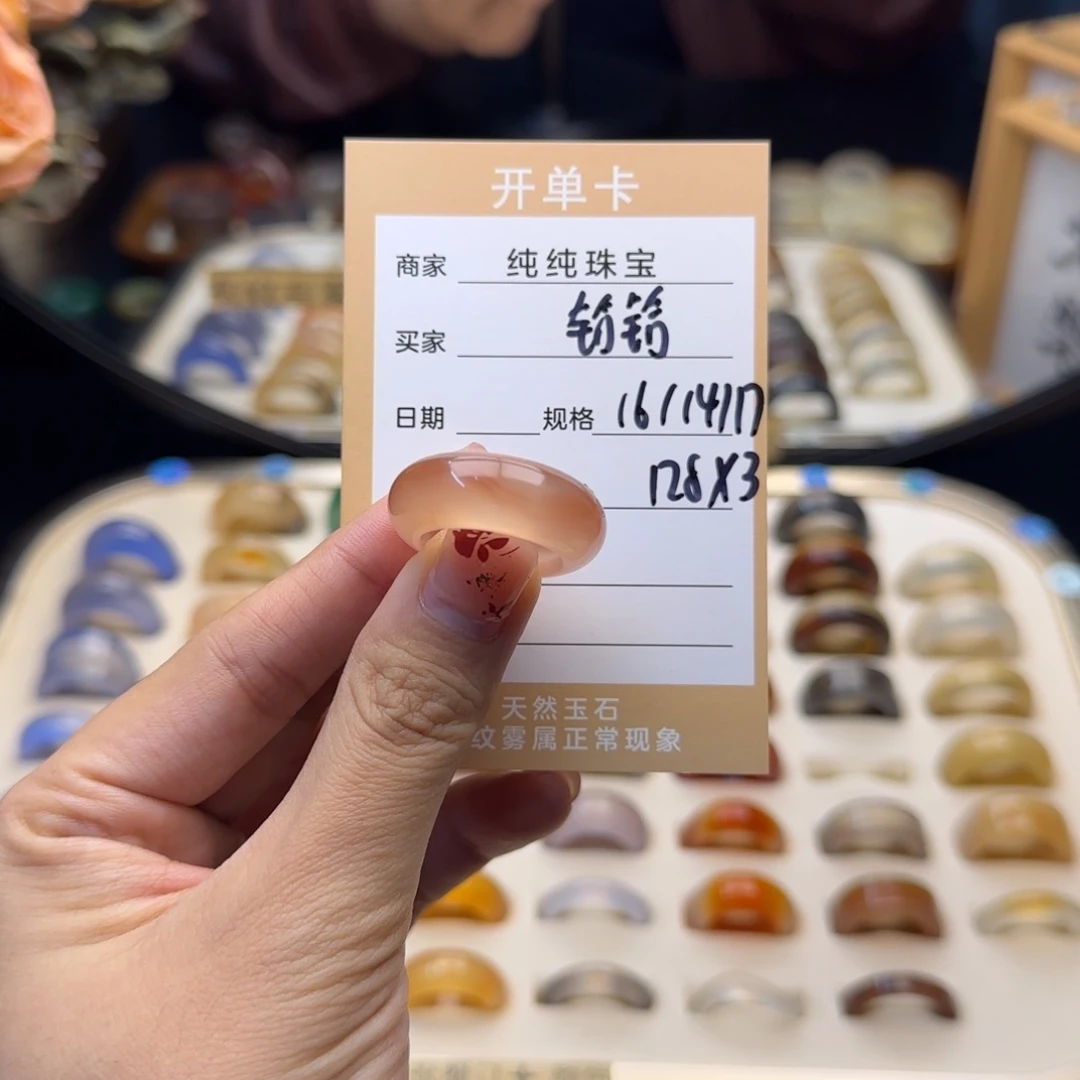 开单卡
商家 纯纯珠宝
买家
日期 规格 16/14/17
128X3
天然玉石
纹雾属正常现象